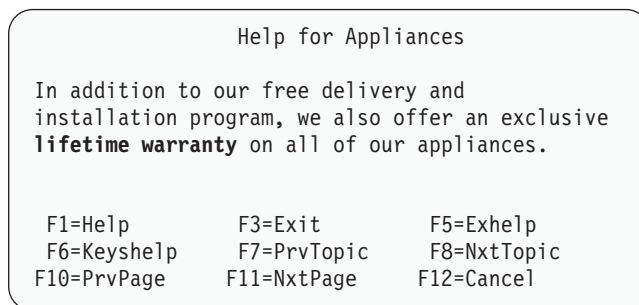 Help for Appliances
In addition to our free delivery and
installation program, we also offer an exclusive
lifetime warranty on all of our appliances.
F1=Help F3=Exit F5=Exhelp
F6=Keyshelp F7=PrvTopic F8=NxtTopic
F10=PrvPage F11=NxtPage F12=Cancel